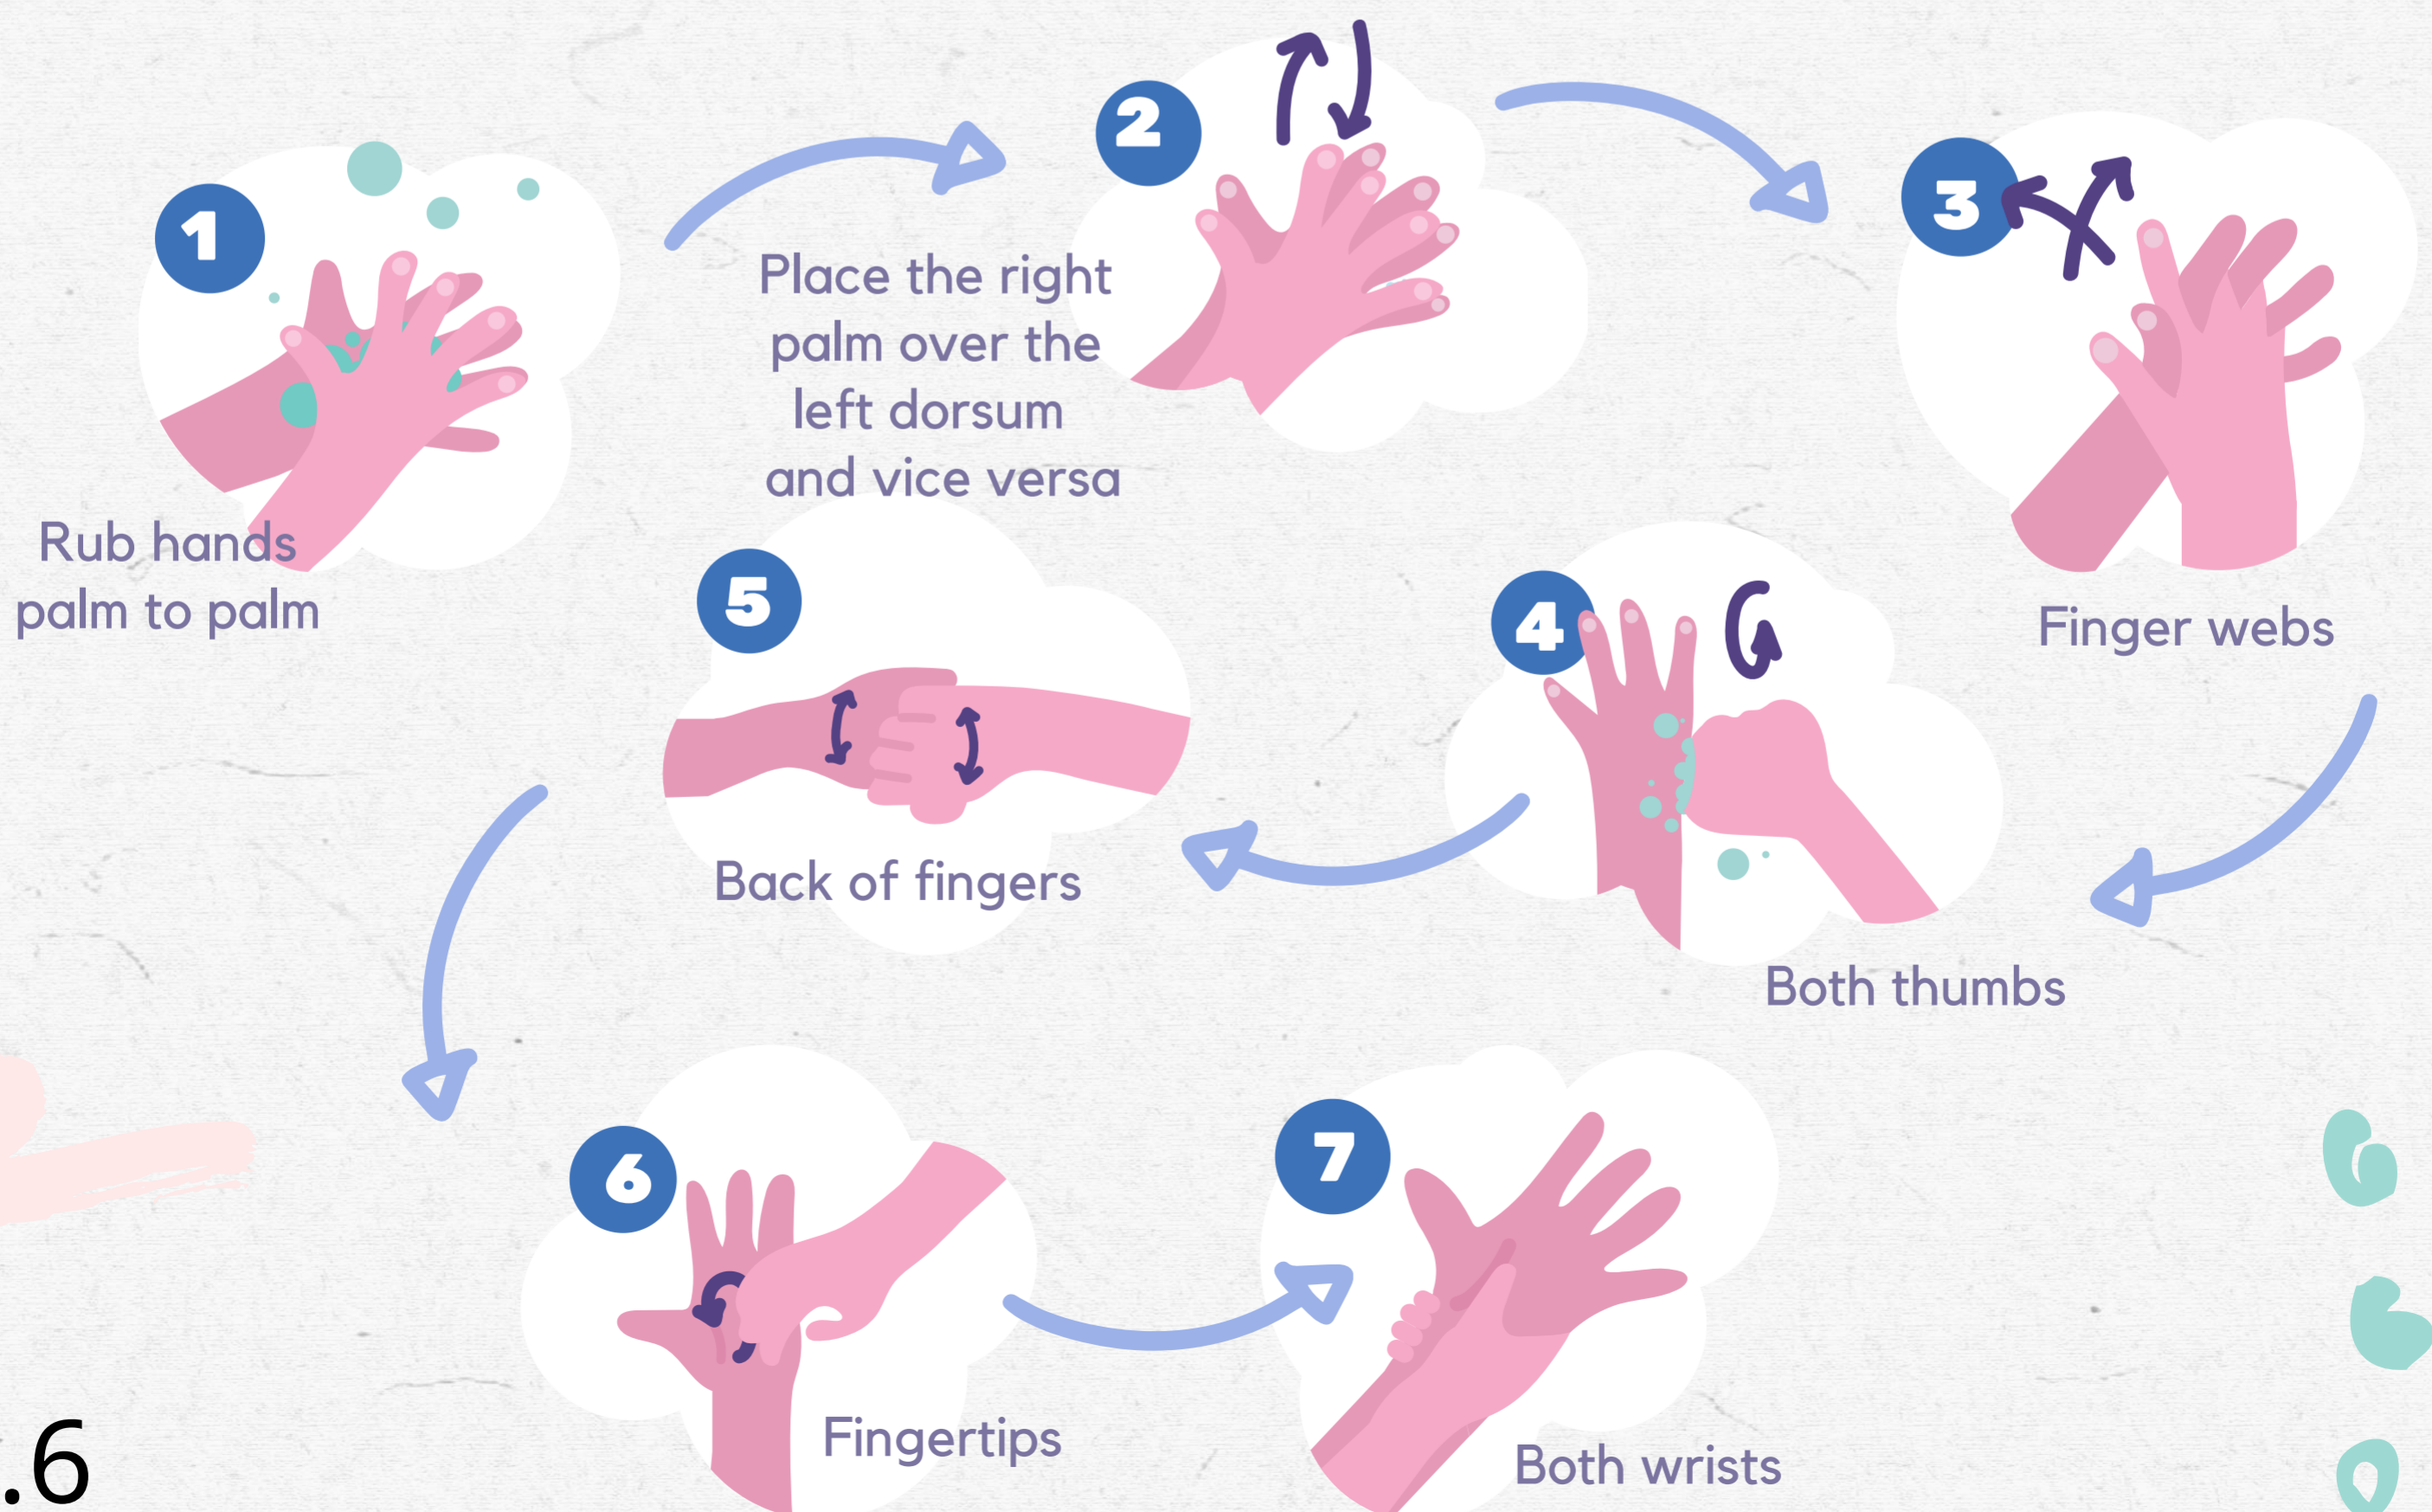 1
Rub hands
palm to palm
2
Place the right
palm over the
left dorsum
and vice versa
3
Finger webs
4
Both thumbs
5
Back of fingers
6
Fingertips
7
Both wrists
.6